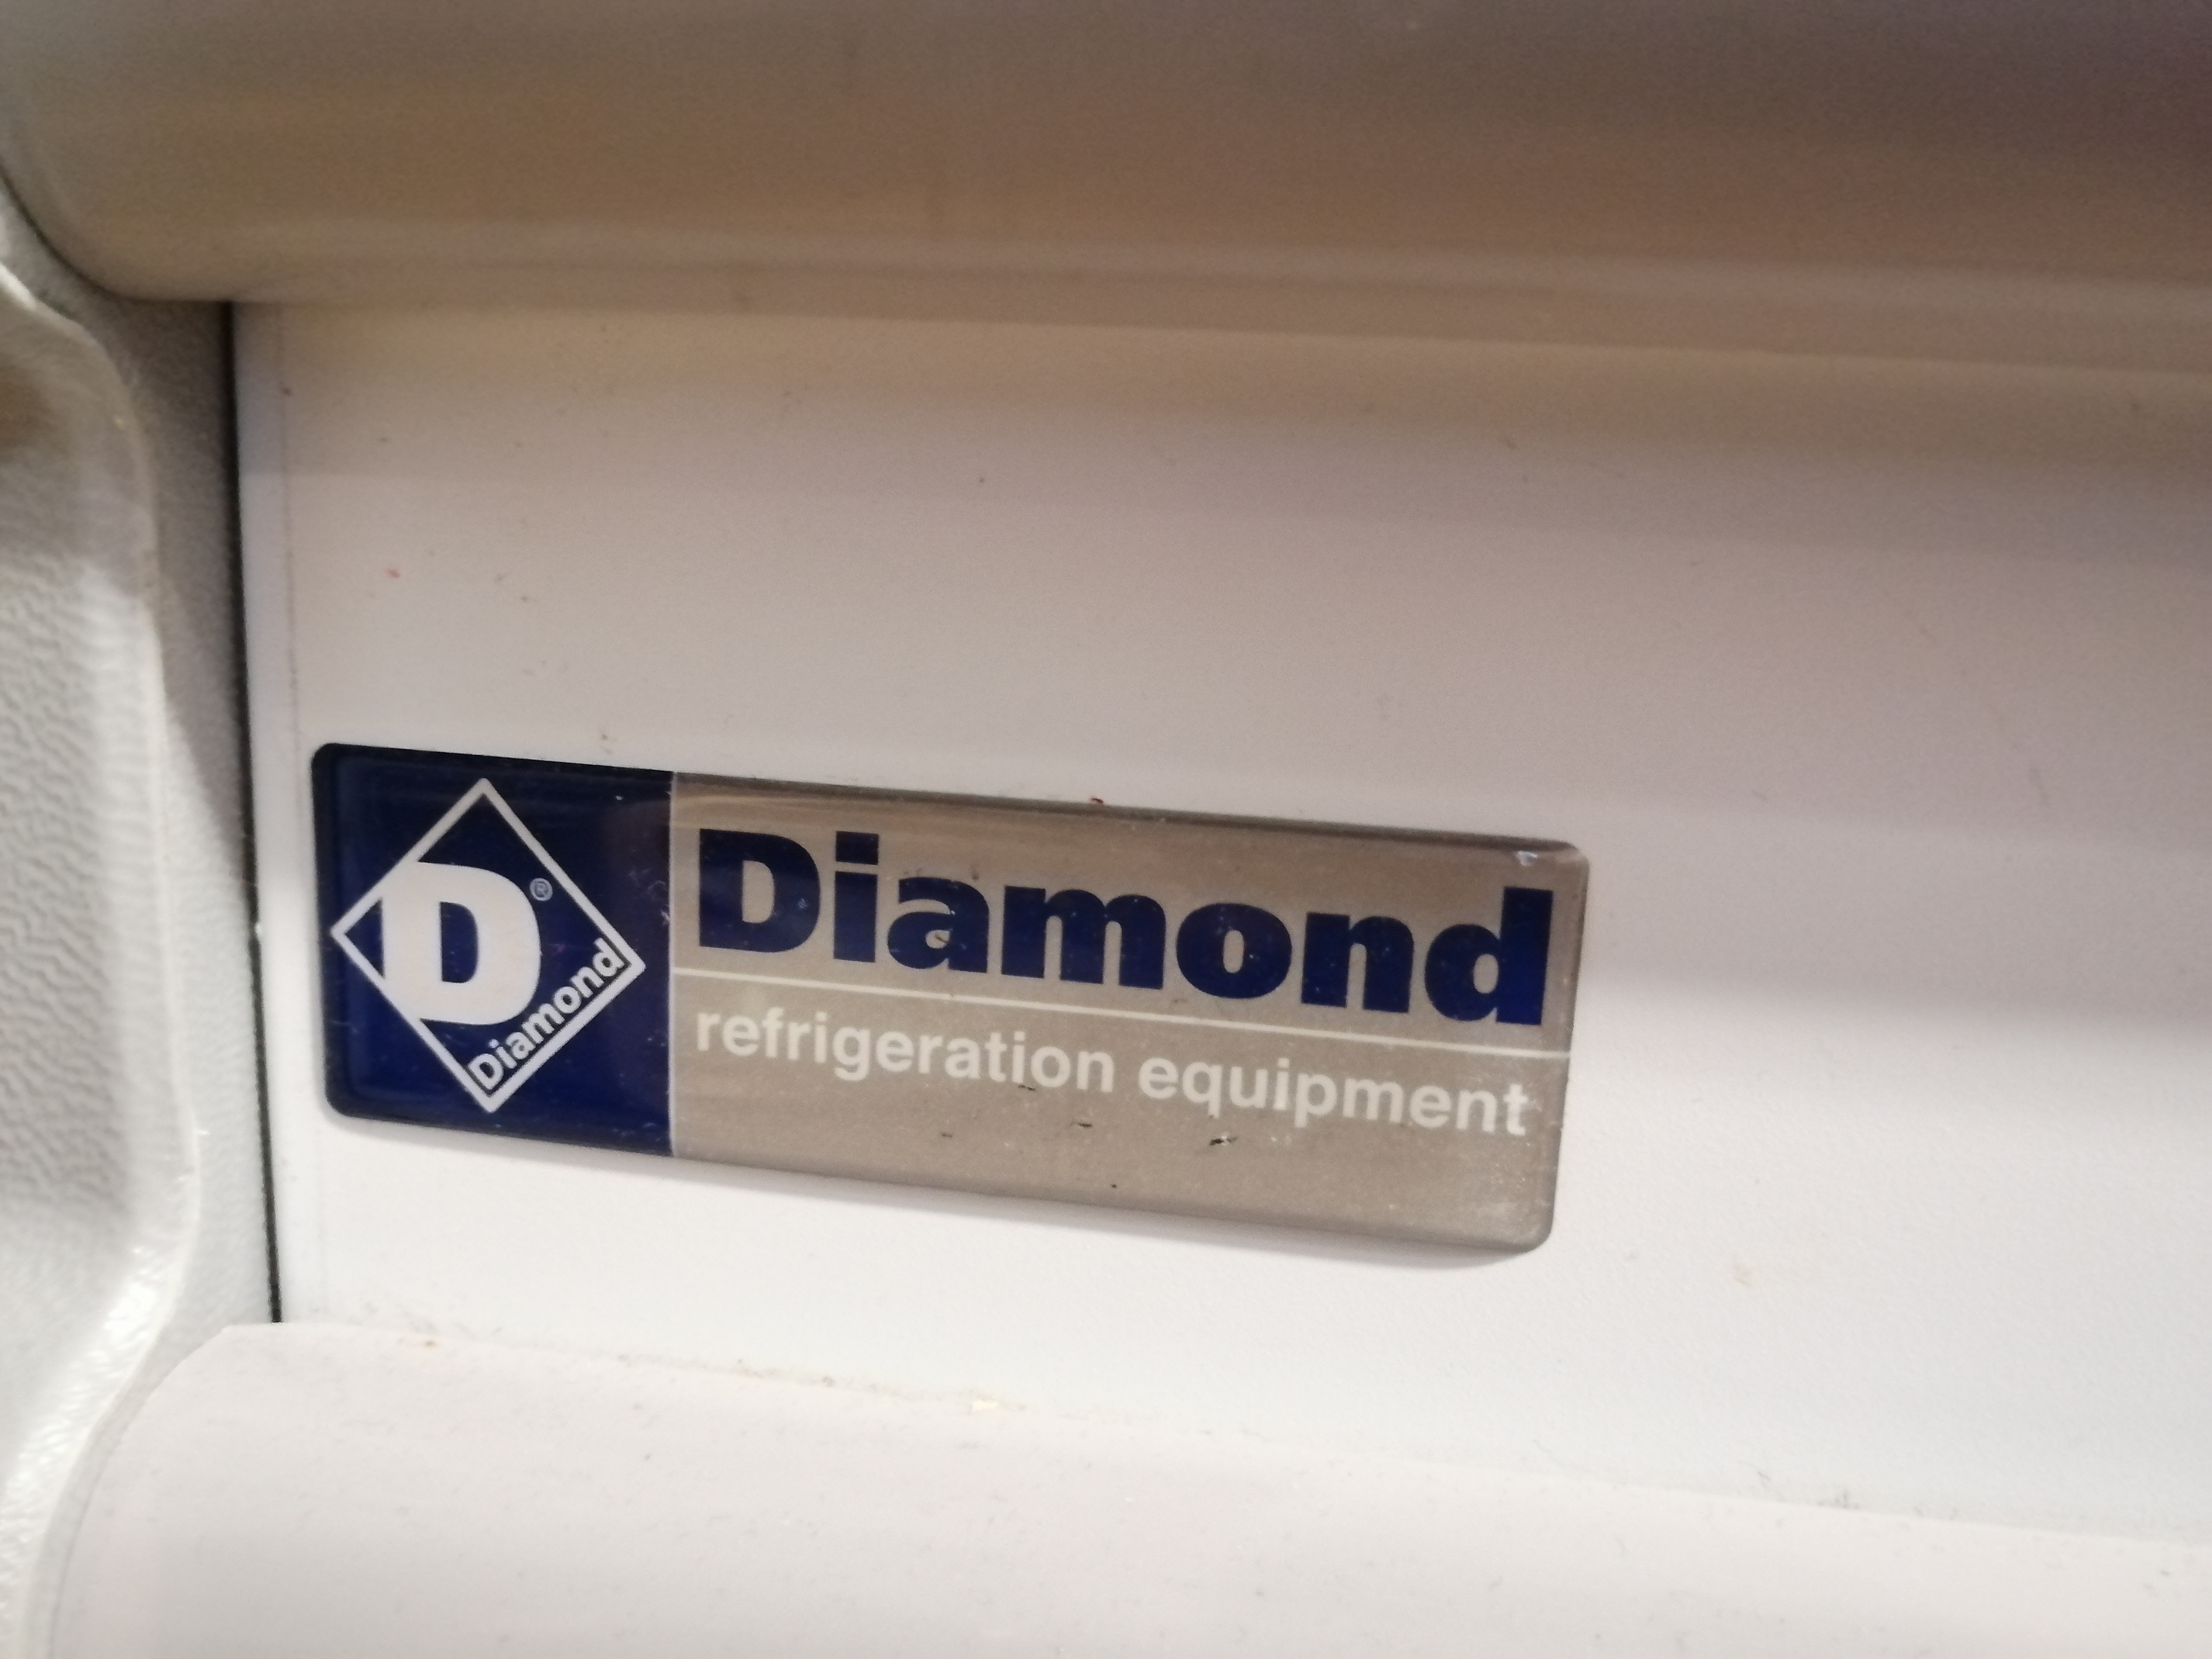 D®
Diamond
Diamond
refrigeration equipment